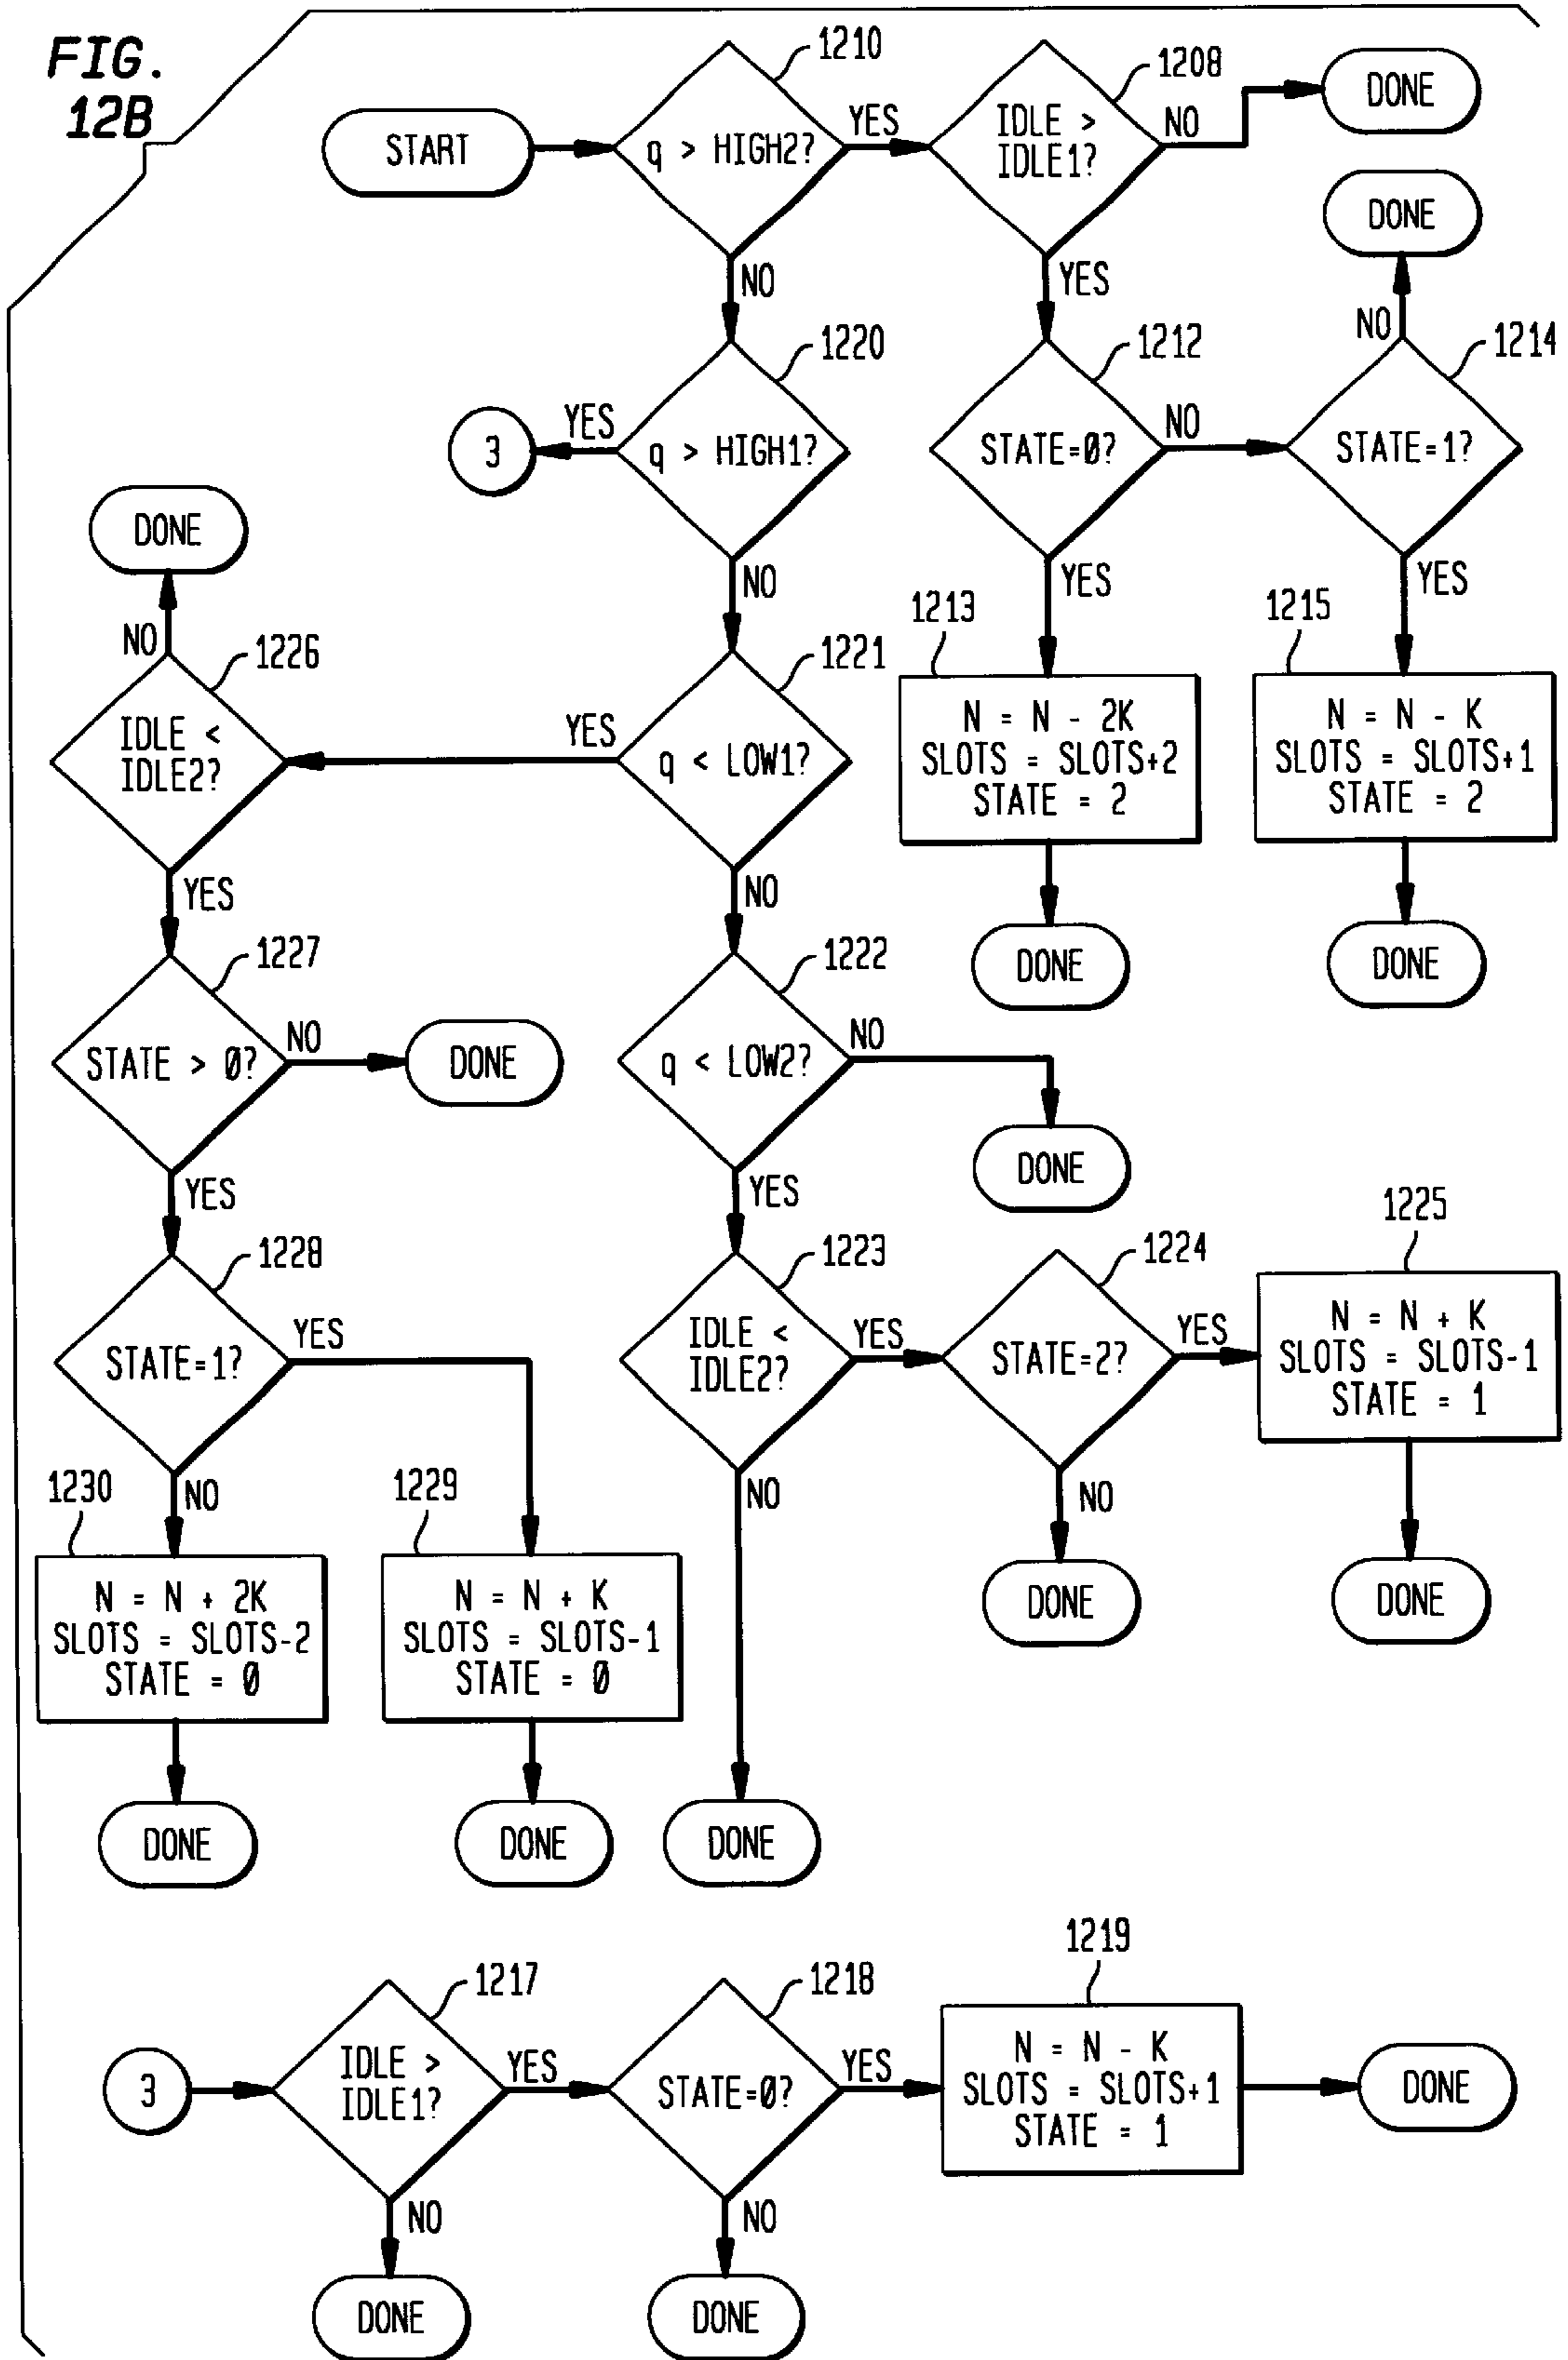 FIG.
12B
START
1210
q > HIGH2?
YES
NO
1208
IDLE >
IDLE1?
NO
YES
DONE
DONE
1220
q > HIGH1?
YES
NO
3
1212
STATE=Ø?
NO
YES
1214
STATE=1?
NO
YES
DONE
NO
1226
IDLE <
IDLE2?
YES
1221
q < LOW1?
YES
NO
1213
N = N - 2K
SLOTS = SLOTS+2
STATE = 2
DONE
1215
N = N - K
SLOTS = SLOTS+1
STATE = 2
DONE
1227
STATE > Ø?
NO
YES
DONE
1222
q < LOW2?
NO
YES
DONE
1228
STATE=1?
YES
NO
1223
IDLE <
IDLE2?
YES
NO
1224
STATE=2?
YES
NO
1225
N = N + K
SLOTS = SLOTS-1
STATE = 1
DONE
DONE
1230
N = N + 2K
SLOTS = SLOTS-2
STATE = Ø
DONE
1229
N = N + K
SLOTS = SLOTS-1
STATE = Ø
DONE
DONE
3
1217
IDLE >
IDLE1?
YES
NO
DONE
1218
STATE=Ø?
YES
NO
DONE
1219
N = N - K
SLOTS = SLOTS+1
STATE = 1
DONE